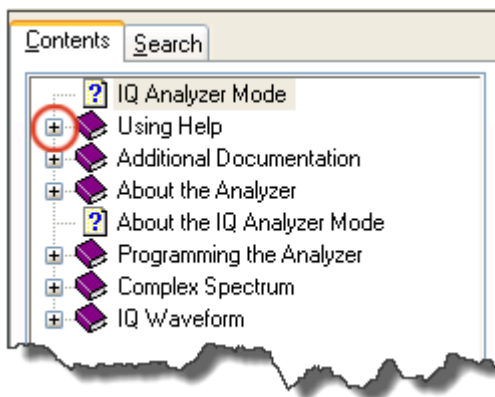 Contents Search
IQ Analyzer Mode
Using Help
Additional Documentation
About the Analyzer
About the IQ Analyzer Mode
Programming the Analyzer
Complex Spectrum
IQ Waveform